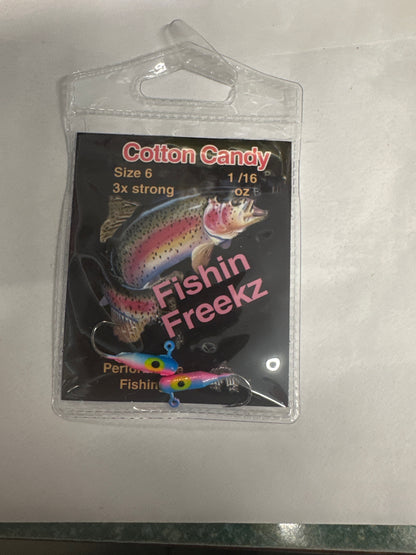 Cotton Candy
Size 6 1 /16
3x strong oz
Fishin
Freekz
Fishin